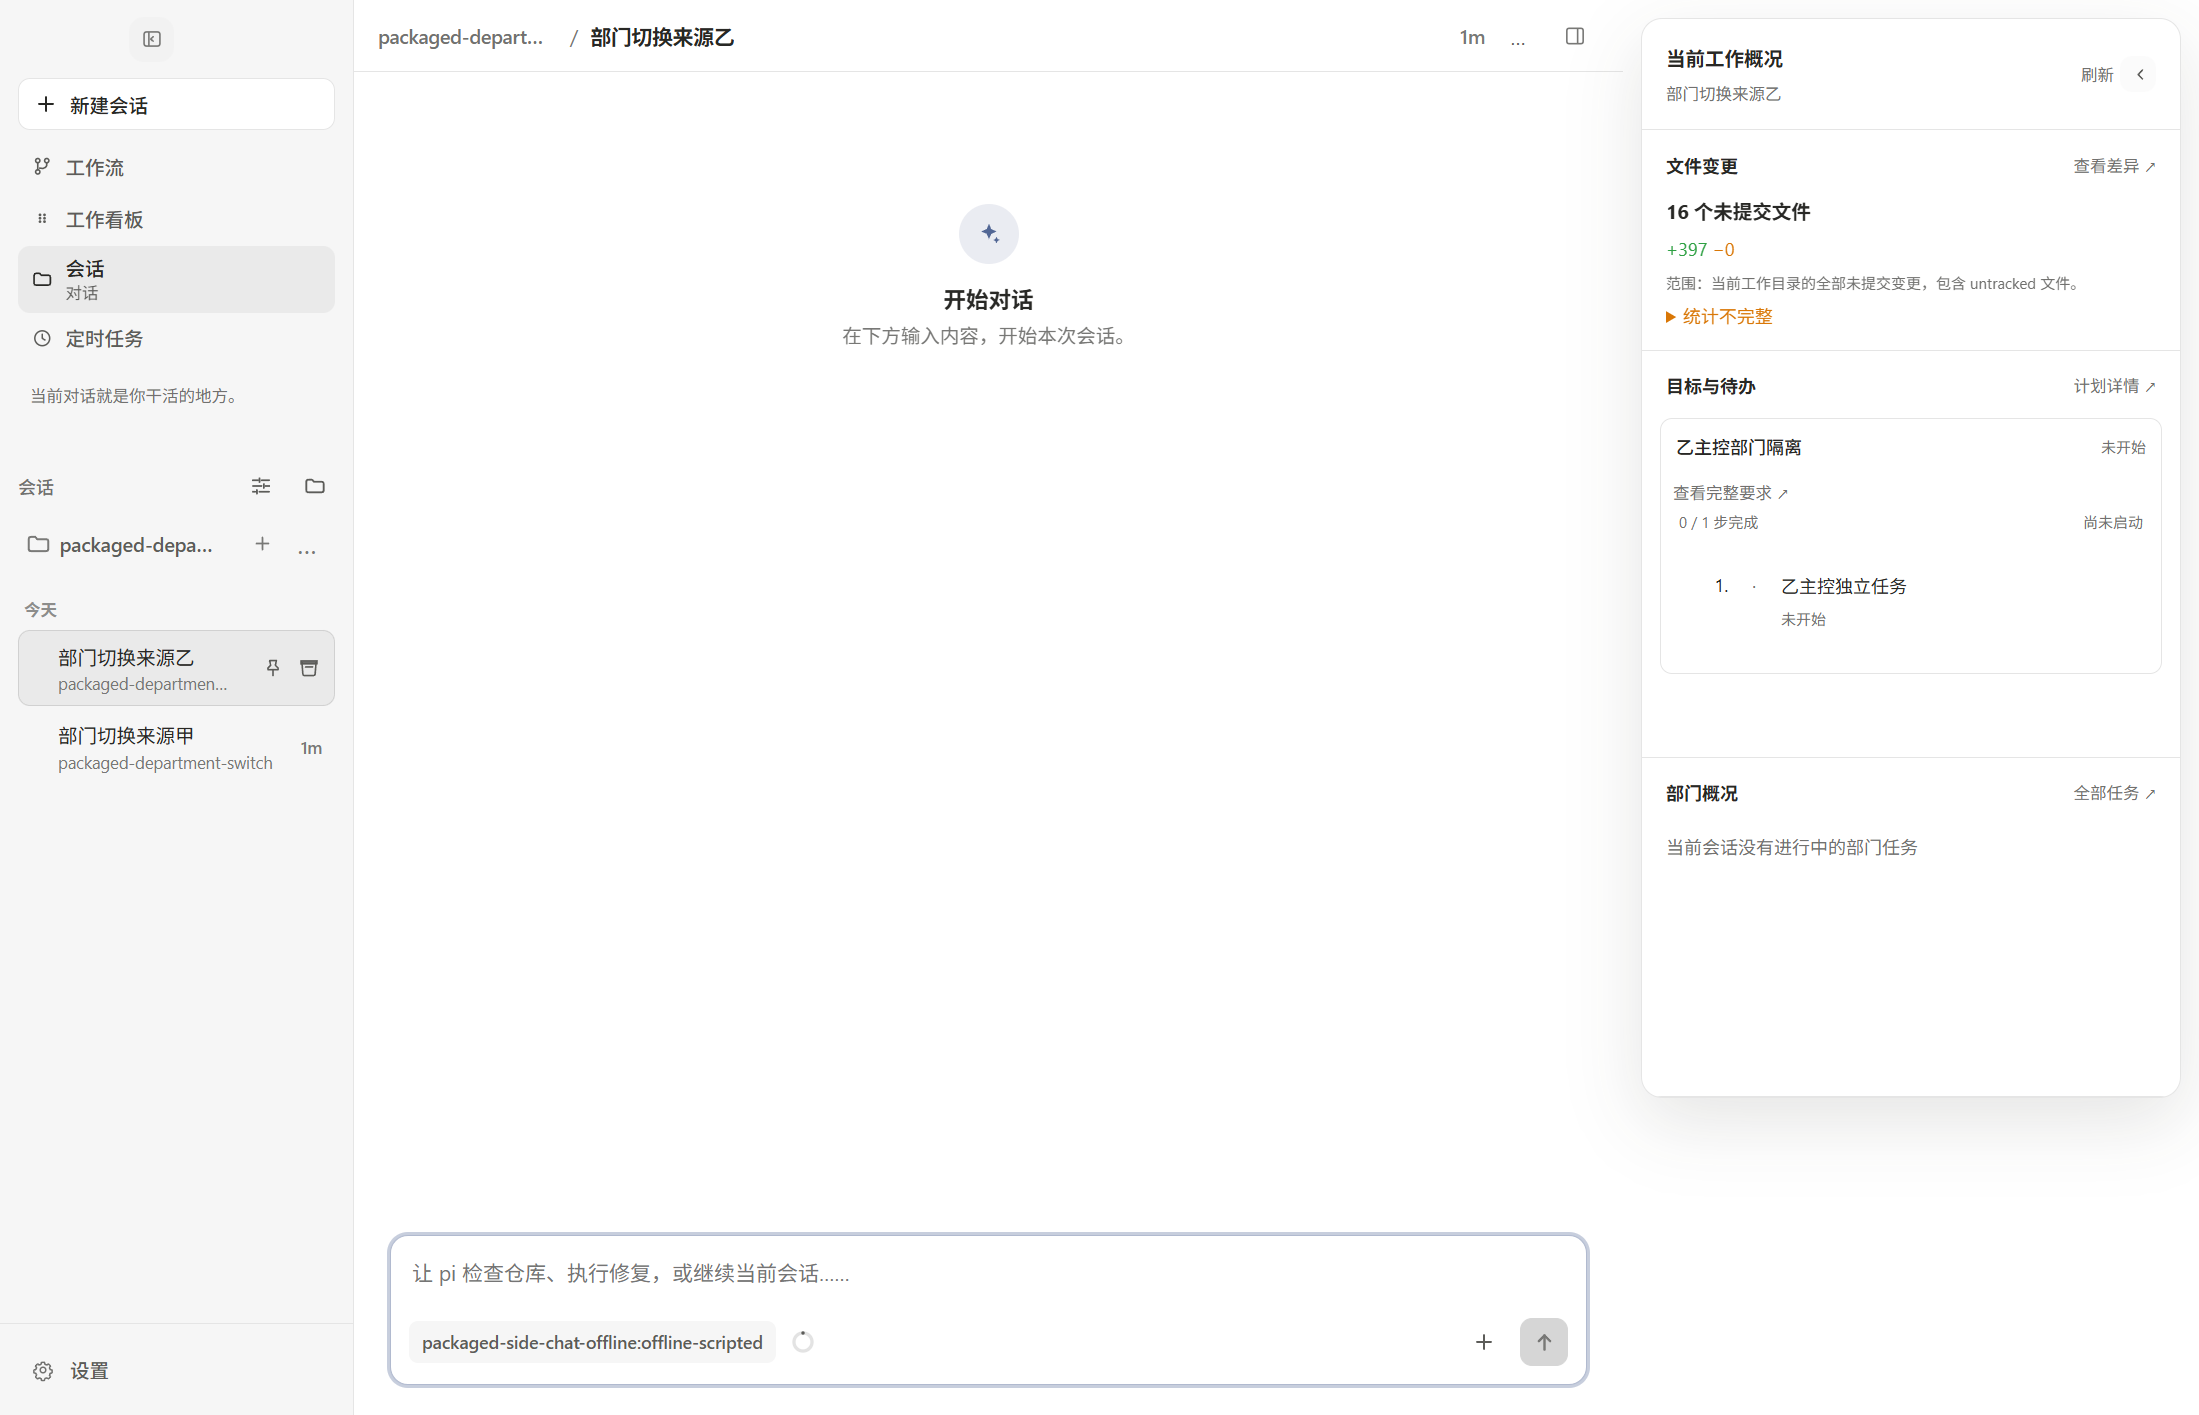 新建会话
工作流
工作看板
会话
对话
定时任务
当前对话就是你干活的地方。
会话
packaged-depa...
今天
部门切换来源乙
packaged-departmen...
部门切换来源甲
packaged-department-switch
1m
设置
packaged-depart... / 部门切换来源乙
1m ...
开始对话
在下方输入内容，开始本次会话。
让 pi 检查仓库、执行修复，或继续当前会话……
packaged-side-chat-offline:offline-scripted
当前工作概况
部门切换来源乙
刷新
文件变更
查看差异 ↗
16 个未提交文件
+397 −0
范围：当前工作目录的全部未提交变更，包含 untracked 文件。
统计不完整
目标与待办
计划详情 ↗
乙主控部门隔离
未开始
查看完整要求 ↗
0 / 1 步完成
尚未启动
1. · 乙主控独立任务
未开始
部门概况
全部任务 ↗
当前会话没有进行中的部门任务